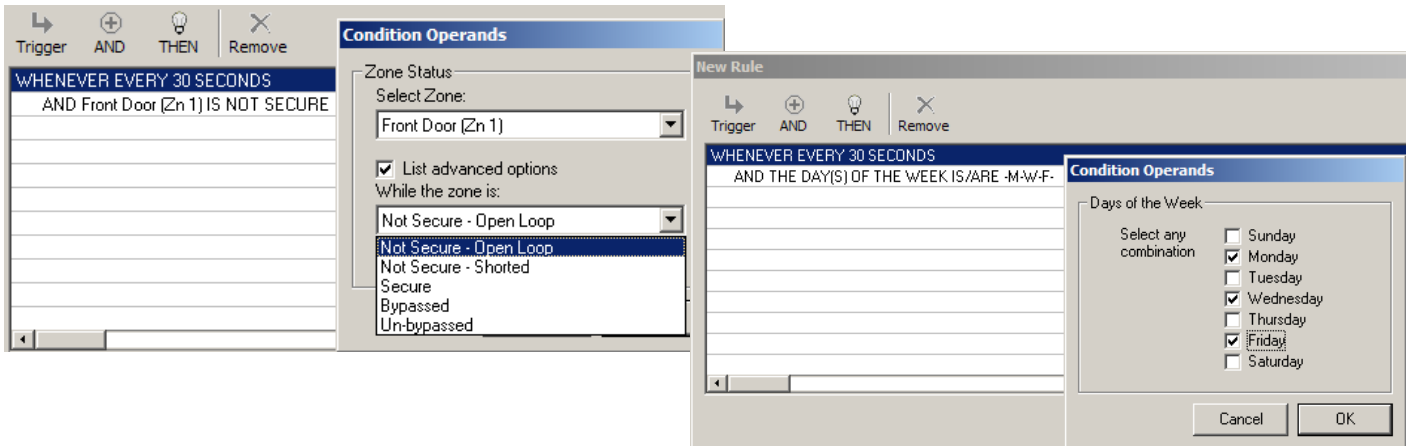 Trigger AND THEN Remove
WHENEVER EVERY 30 SECONDS
AND Front Door (Zn 1) IS NOT SECURE
Condition Operands
Zone Status
Select Zone:
Front Door (Zn 1)
List advanced options
While the zone is:
Not Secure - Open Loop
Not Secure - Open Loop
Not Secure - Shorted
Secure
Bypassed
Un-bypassed
New Rule
Trigger AND THEN Remove
WHENEVER EVERY 30 SECONDS
AND THE DAY(S) OF THE WEEK IS/ARE -M-W-F-
Condition Operands
Days of the Week
Select any
combination
Sunday
Monday
Tuesday
Wednesday
Thursday
Friday
Saturday
Cancel OK